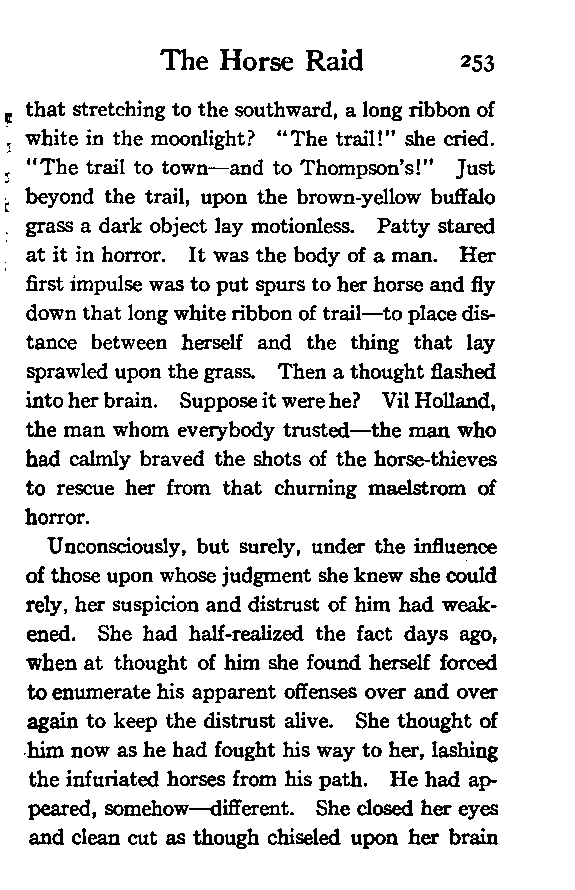 The Horse Raid 253
that stretching to the southward, a long ribbon of
white in the moonlight? "The trail!" she cried.
"The trail to town—and to Thompson's!" Just
beyond the trail, upon the brown-yellow buffalo
grass a dark object lay motionless. Patty stared
at it in horror. It was the body of a man. Her
first impulse was to put spurs to her horse and fly
down that long white ribbon of trail—to place dis-
tance between herself and the thing that lay
sprawled upon the grass. Then a thought flashed
into her brain. Suppose it were he? Vil Holland,
the man whom everybody trusted—the man who
had calmly braved the shots of the horse-thieves
to rescue her from that churning maelstrom of
horror.
Unconsciously, but surely, under the influence
of those upon whose judgment she knew she could
rely, her suspicion and distrust of him had weak-
ened. She had half-realized the fact days ago,
when at thought of him she found herself forced
to enumerate his apparent offenses over and over
again to keep the distrust alive. She thought of
him now as he had fought his way to her, lashing
the infuriated horses from his path. He had ap-
peared, somehow—different. She closed her eyes
and clean cut as though chiseled upon her brain